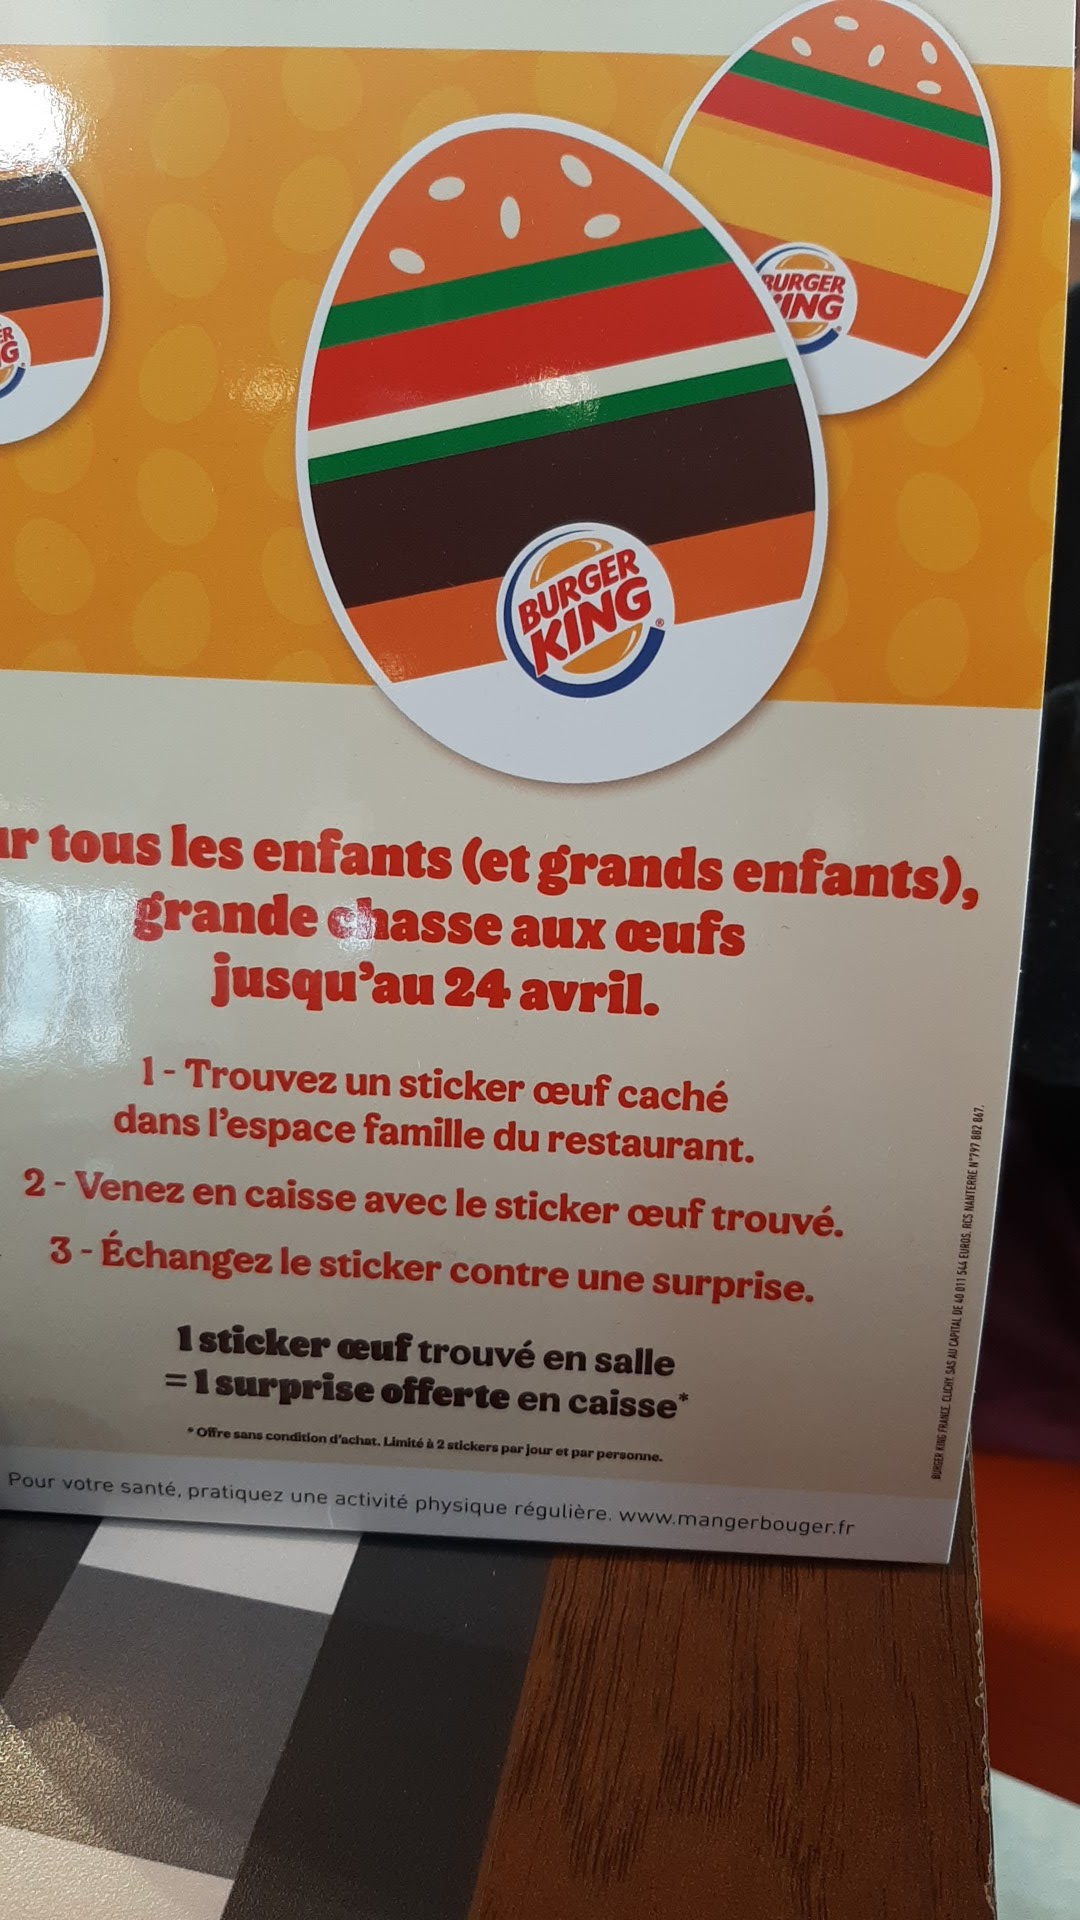 BURGER
KING
BURGER
KING®
tous les enfants (et grands enfants),
grande chasse aux œufs
jusqu'au 24 avril.
1 - Trouvez un sticker œuf caché
dans l'espace famille du restaurant.
2 - Venez en caisse avec le sticker œuf trouvé.
3 - Échangez le sticker contre une surprise.
1 sticker œuf trouvé en salle
= 1 surprise offerte en caisse*
* Offre sans condition d'achat. Limité à 2 stickers par jour et par personne.
Pour votre santé, pratiquez une activité physique régulière. www.mangerbouger.fr
BURGER KING FRANCE. CLICHY. SAS AU CAPITAL DE 40 011 544 EUROS. RCS NANTERRE N°797 882 867.